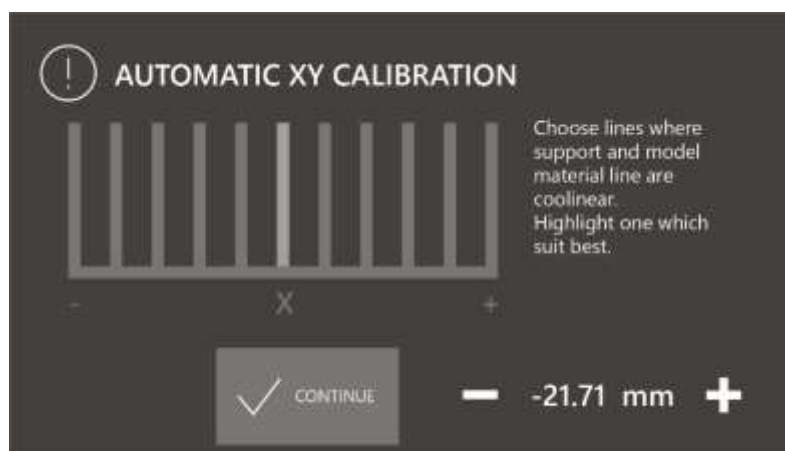 AUTOMATIC XY CALIBRATION
Choose lines where
support and model
material line are
coolinear.
Highlight one which
suit best.
- X +
CONTINUE
-21.71 mm